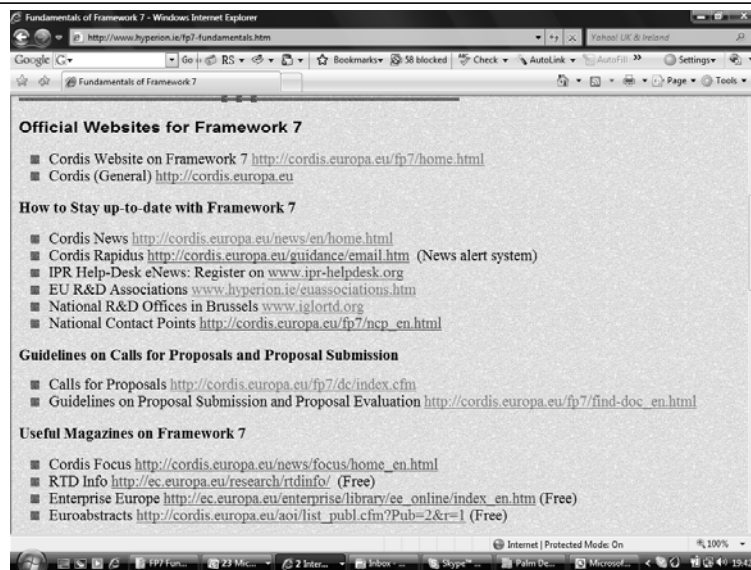 Fundamentals of Framework 7 - Windows Internet Explorer
http://www.hyperion.ie/fp7-fundamentals.htm
Yahoo! UK & Ireland
Google
Go
RS
Bookmarks
58 blocked
Check
AutoLink
AutoFill
Settings
Fundamentals of Framework 7
Page
Tools
Official Websites for Framework 7
Cordis Website on Framework 7 http://cordis.europa.eu/fp7/home.html
Cordis (General) http://cordis.europa.eu
How to Stay up-to-date with Framework 7
Cordis News http://cordis.europa.eu/news/en/home.html
Cordis Rapidus http://cordis.europa.eu/guidance/email.htm (News alert system)
IPR Help-Desk eNews: Register on www.ipr-helpdesk.org
EU R&D Associations www.hyperion.ie/euassociations.htm
National R&D Offices in Brussels www.iglortd.org
National Contact Points http://cordis.europa.eu/fp7/ncp_en.html
Guidelines on Calls for Proposals and Proposal Submission
Calls for Proposals http://cordis.europa.eu/fp7/dc/index.cfm
Guidelines on Proposal Submission and Proposal Evaluation http://cordis.europa.eu/fp7/find-doc_en.html
Useful Magazines on Framework 7
Cordis Focus http://cordis.europa.eu/news/focus/home_en.html
RTD Info http://ec.europa.eu/research/rtdinfo/ (Free)
Enterprise Europe http://ec.europa.eu/enterprise/library/ee_online/index_en.htm (Free)
Euroabstracts http://cordis.europa.eu/aoi/list_publ.cfm?Pub=2&r=1 (Free)
Internet | Protected Mode: On
100%
FP7 Fun...
23 Mic...
2 Inter...
Inbox - ...
Skype™ ...
Palm De...
Microsof...